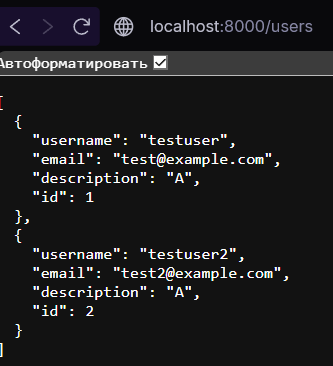 localhost:8000/users
Автоформатировать
[
  {
    "username": "testuser",
    "email": "test@example.com",
    "description": "A",
    "id": 1
  },
  {
    "username": "testuser2",
    "email": "test2@example.com",
    "description": "A",
    "id": 2
  }
]